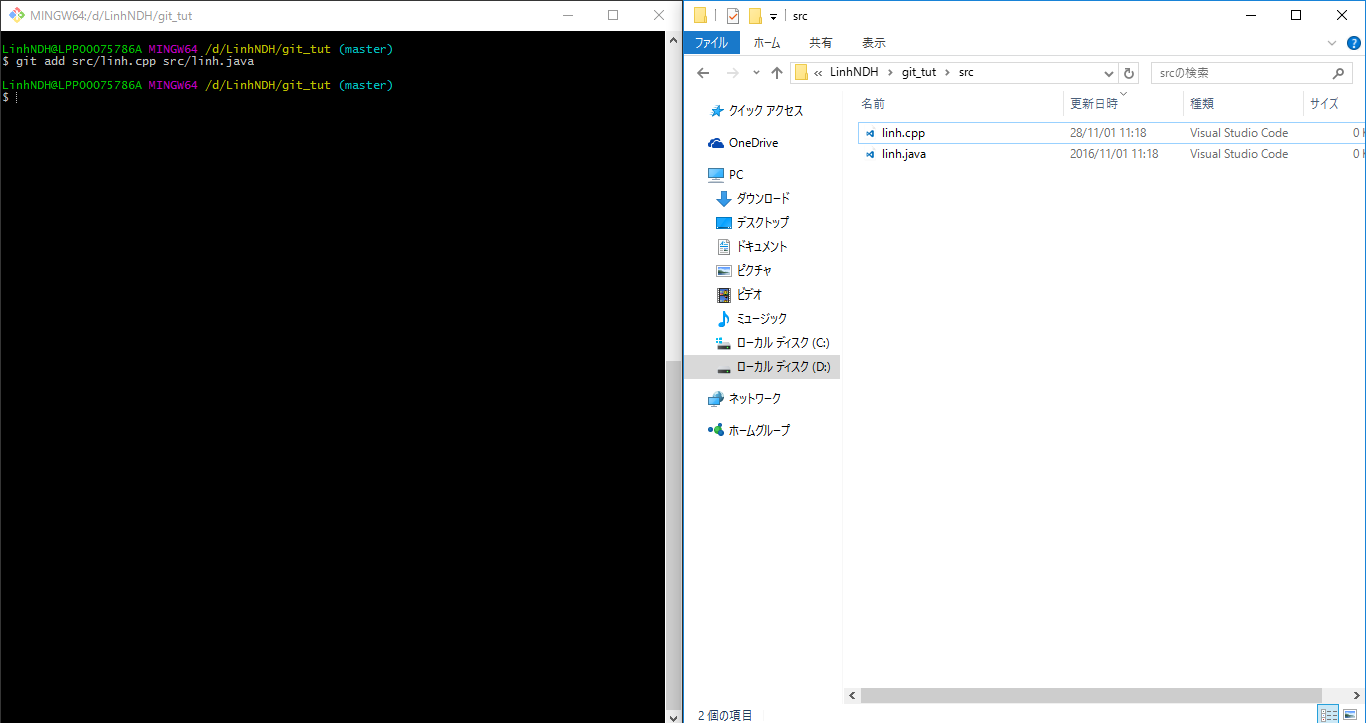 MINGW64:/d/LinhNDH/git_tut
LinhNDH@LPP00075786A MINGW64 /d/LinhNDH/git_tut (master)
$ git add src/linh.cpp src/linh.java
LinhNDH@LPP00075786A MINGW64 /d/LinhNDH/git_tut (master)
$
src
ファイル ホーム 共有 表示
« LinhNDH > git_tut > src
srcの検索
クイック アクセス
OneDrive
PC
ダウンロード
デスクトップ
ドキュメント
ピクチャ
ビデオ
ミュージック
ローカル ディスク (C:)
ローカル ディスク (D:)
ネットワーク
ホームグループ
名前 更新日時 種類 サイズ
linh.cpp 28/11/01 11:18 Visual Studio Code 0
linh.java 2016/11/01 11:18 Visual Studio Code 0
2 個の項目